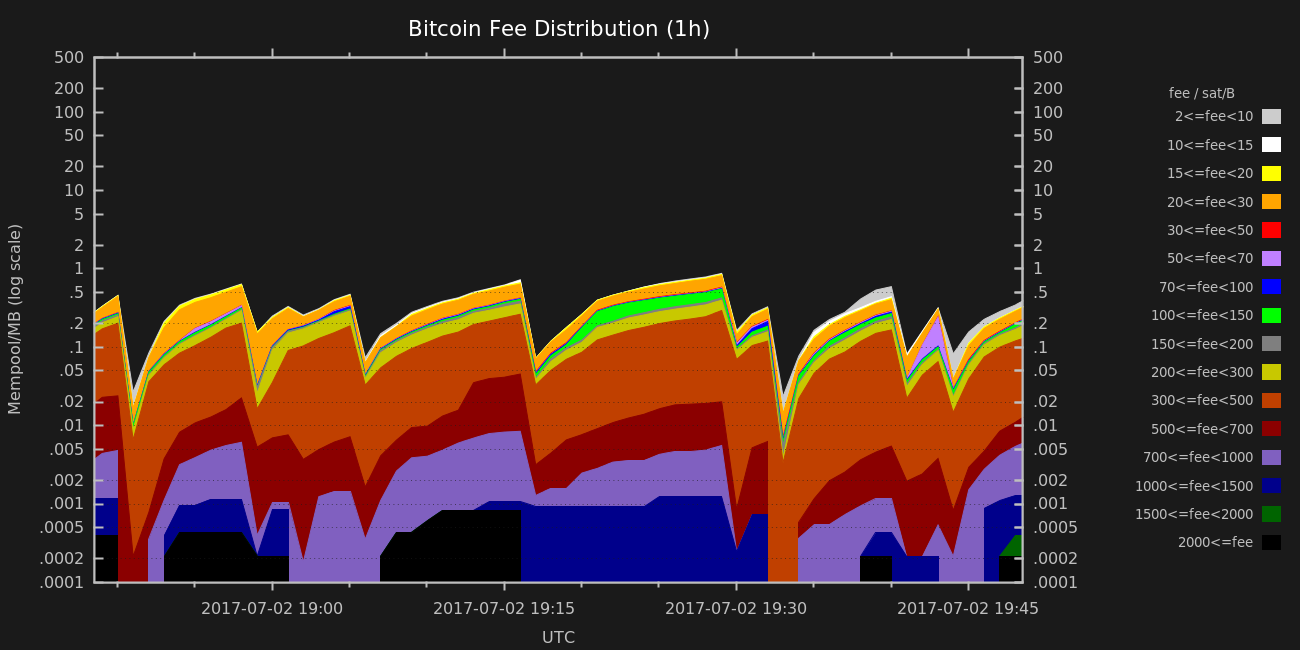 Bitcoin Fee Distribution (1h)
Mempool/MB (log scale)
500
200
100
50
20
10
5
2
1
.5
.2
.1
.05
.02
.01
.005
.002
.001
.0005
.0002
.0001
500
200
100
50
20
10
5
2
1
.5
.2
.1
.05
.02
.01
.005
.002
.001
.0005
.0002
.0001
2017-07-02 19:00 2017-07-02 19:15 2017-07-02 19:30 2017-07-02 19:45
UTC
fee / sat/B
2<=fee<10
10<=fee<15
15<=fee<20
20<=fee<30
30<=fee<50
50<=fee<70
70<=fee<100
100<=fee<150
150<=fee<200
200<=fee<300
300<=fee<500
500<=fee<700
700<=fee<1000
1000<=fee<1500
1500<=fee<2000
2000<=fee